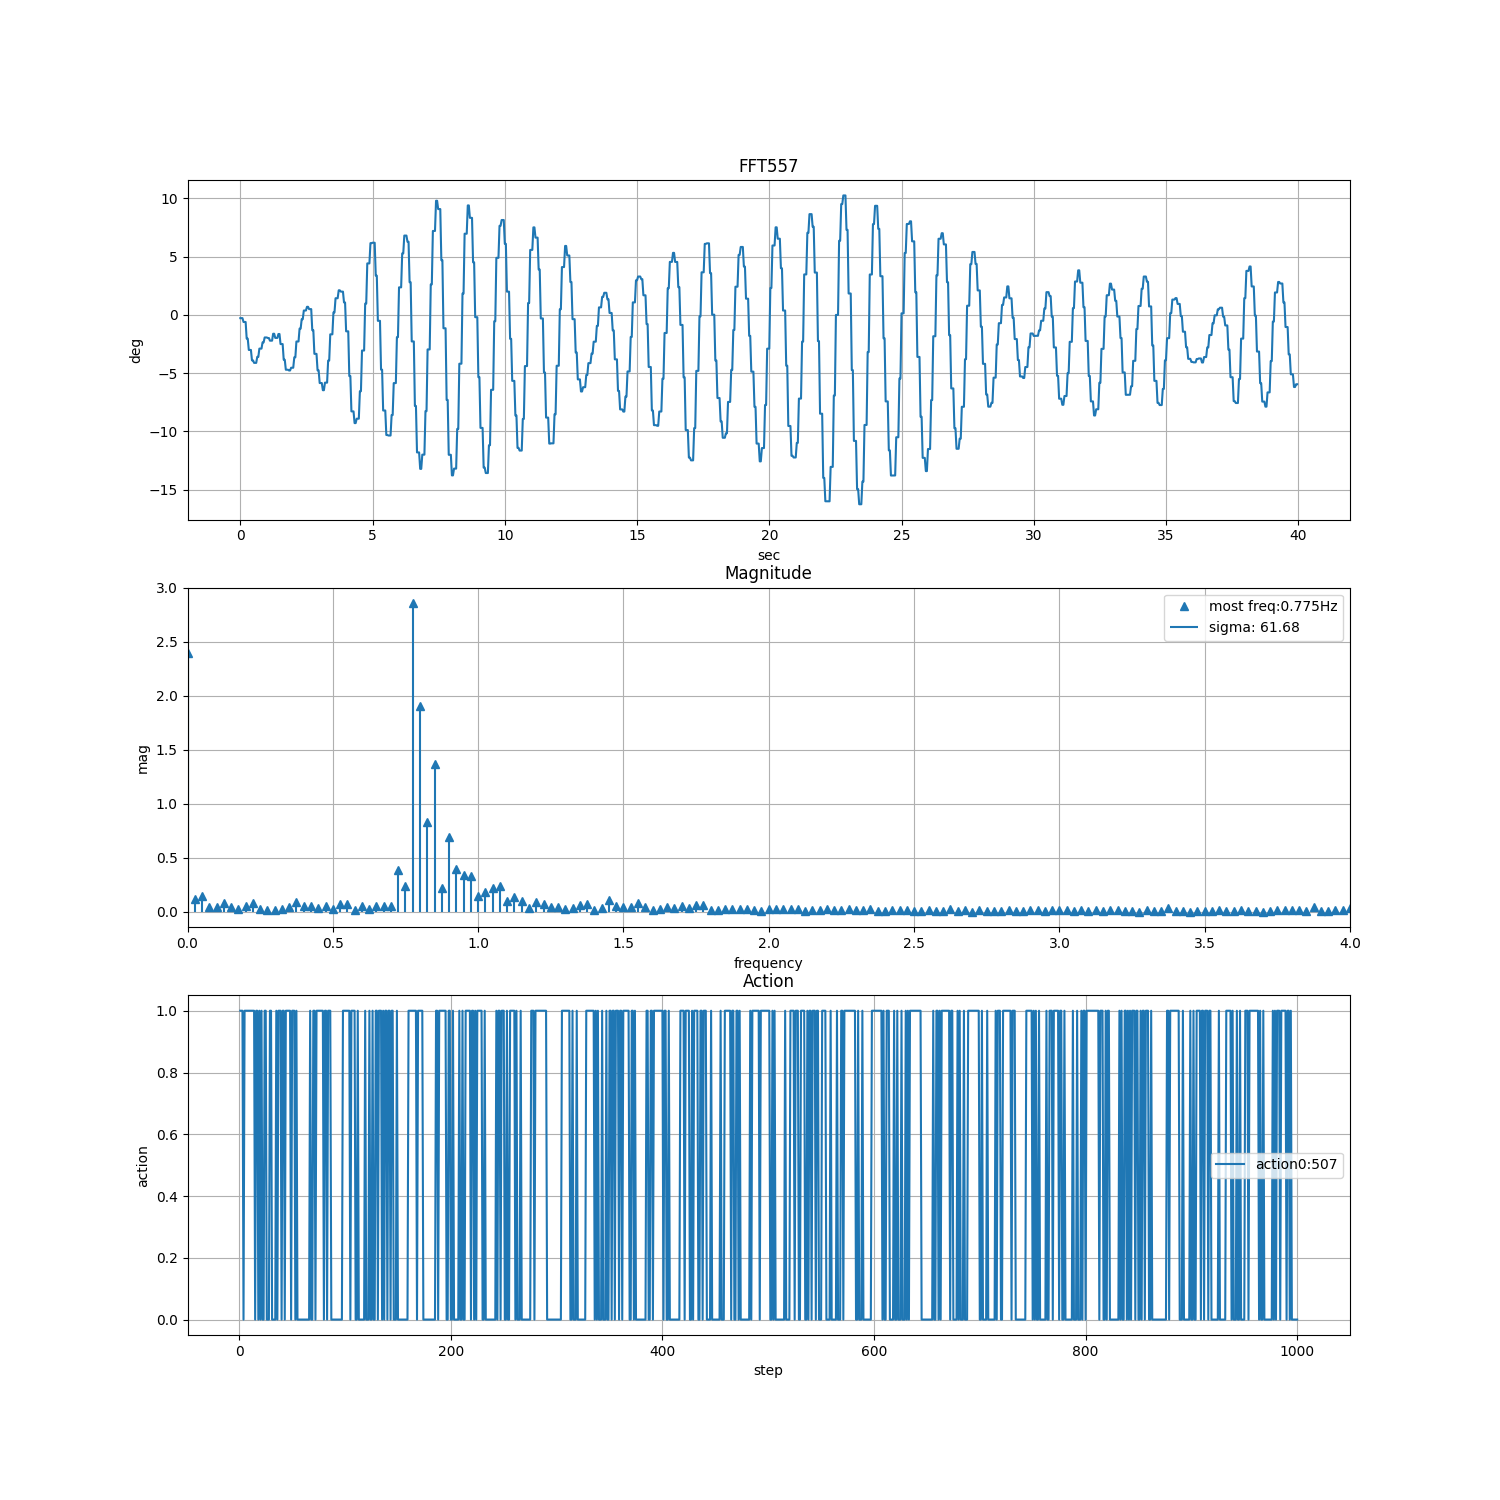 FFT557
10
5
0
−5
−10
−15
deg
0 5 10 15 20 25 30 35 40
sec
Magnitude
3.0
2.5
2.0
1.5
1.0
0.5
0.0
mag
most freq:0.775Hz
sigma: 61.68
0.0 0.5 1.0 1.5 2.0 2.5 3.0 3.5 4.0
frequency
Action
1.0
0.8
0.6
0.4
0.2
0.0
action
action0:507
0 200 400 600 800 1000
step